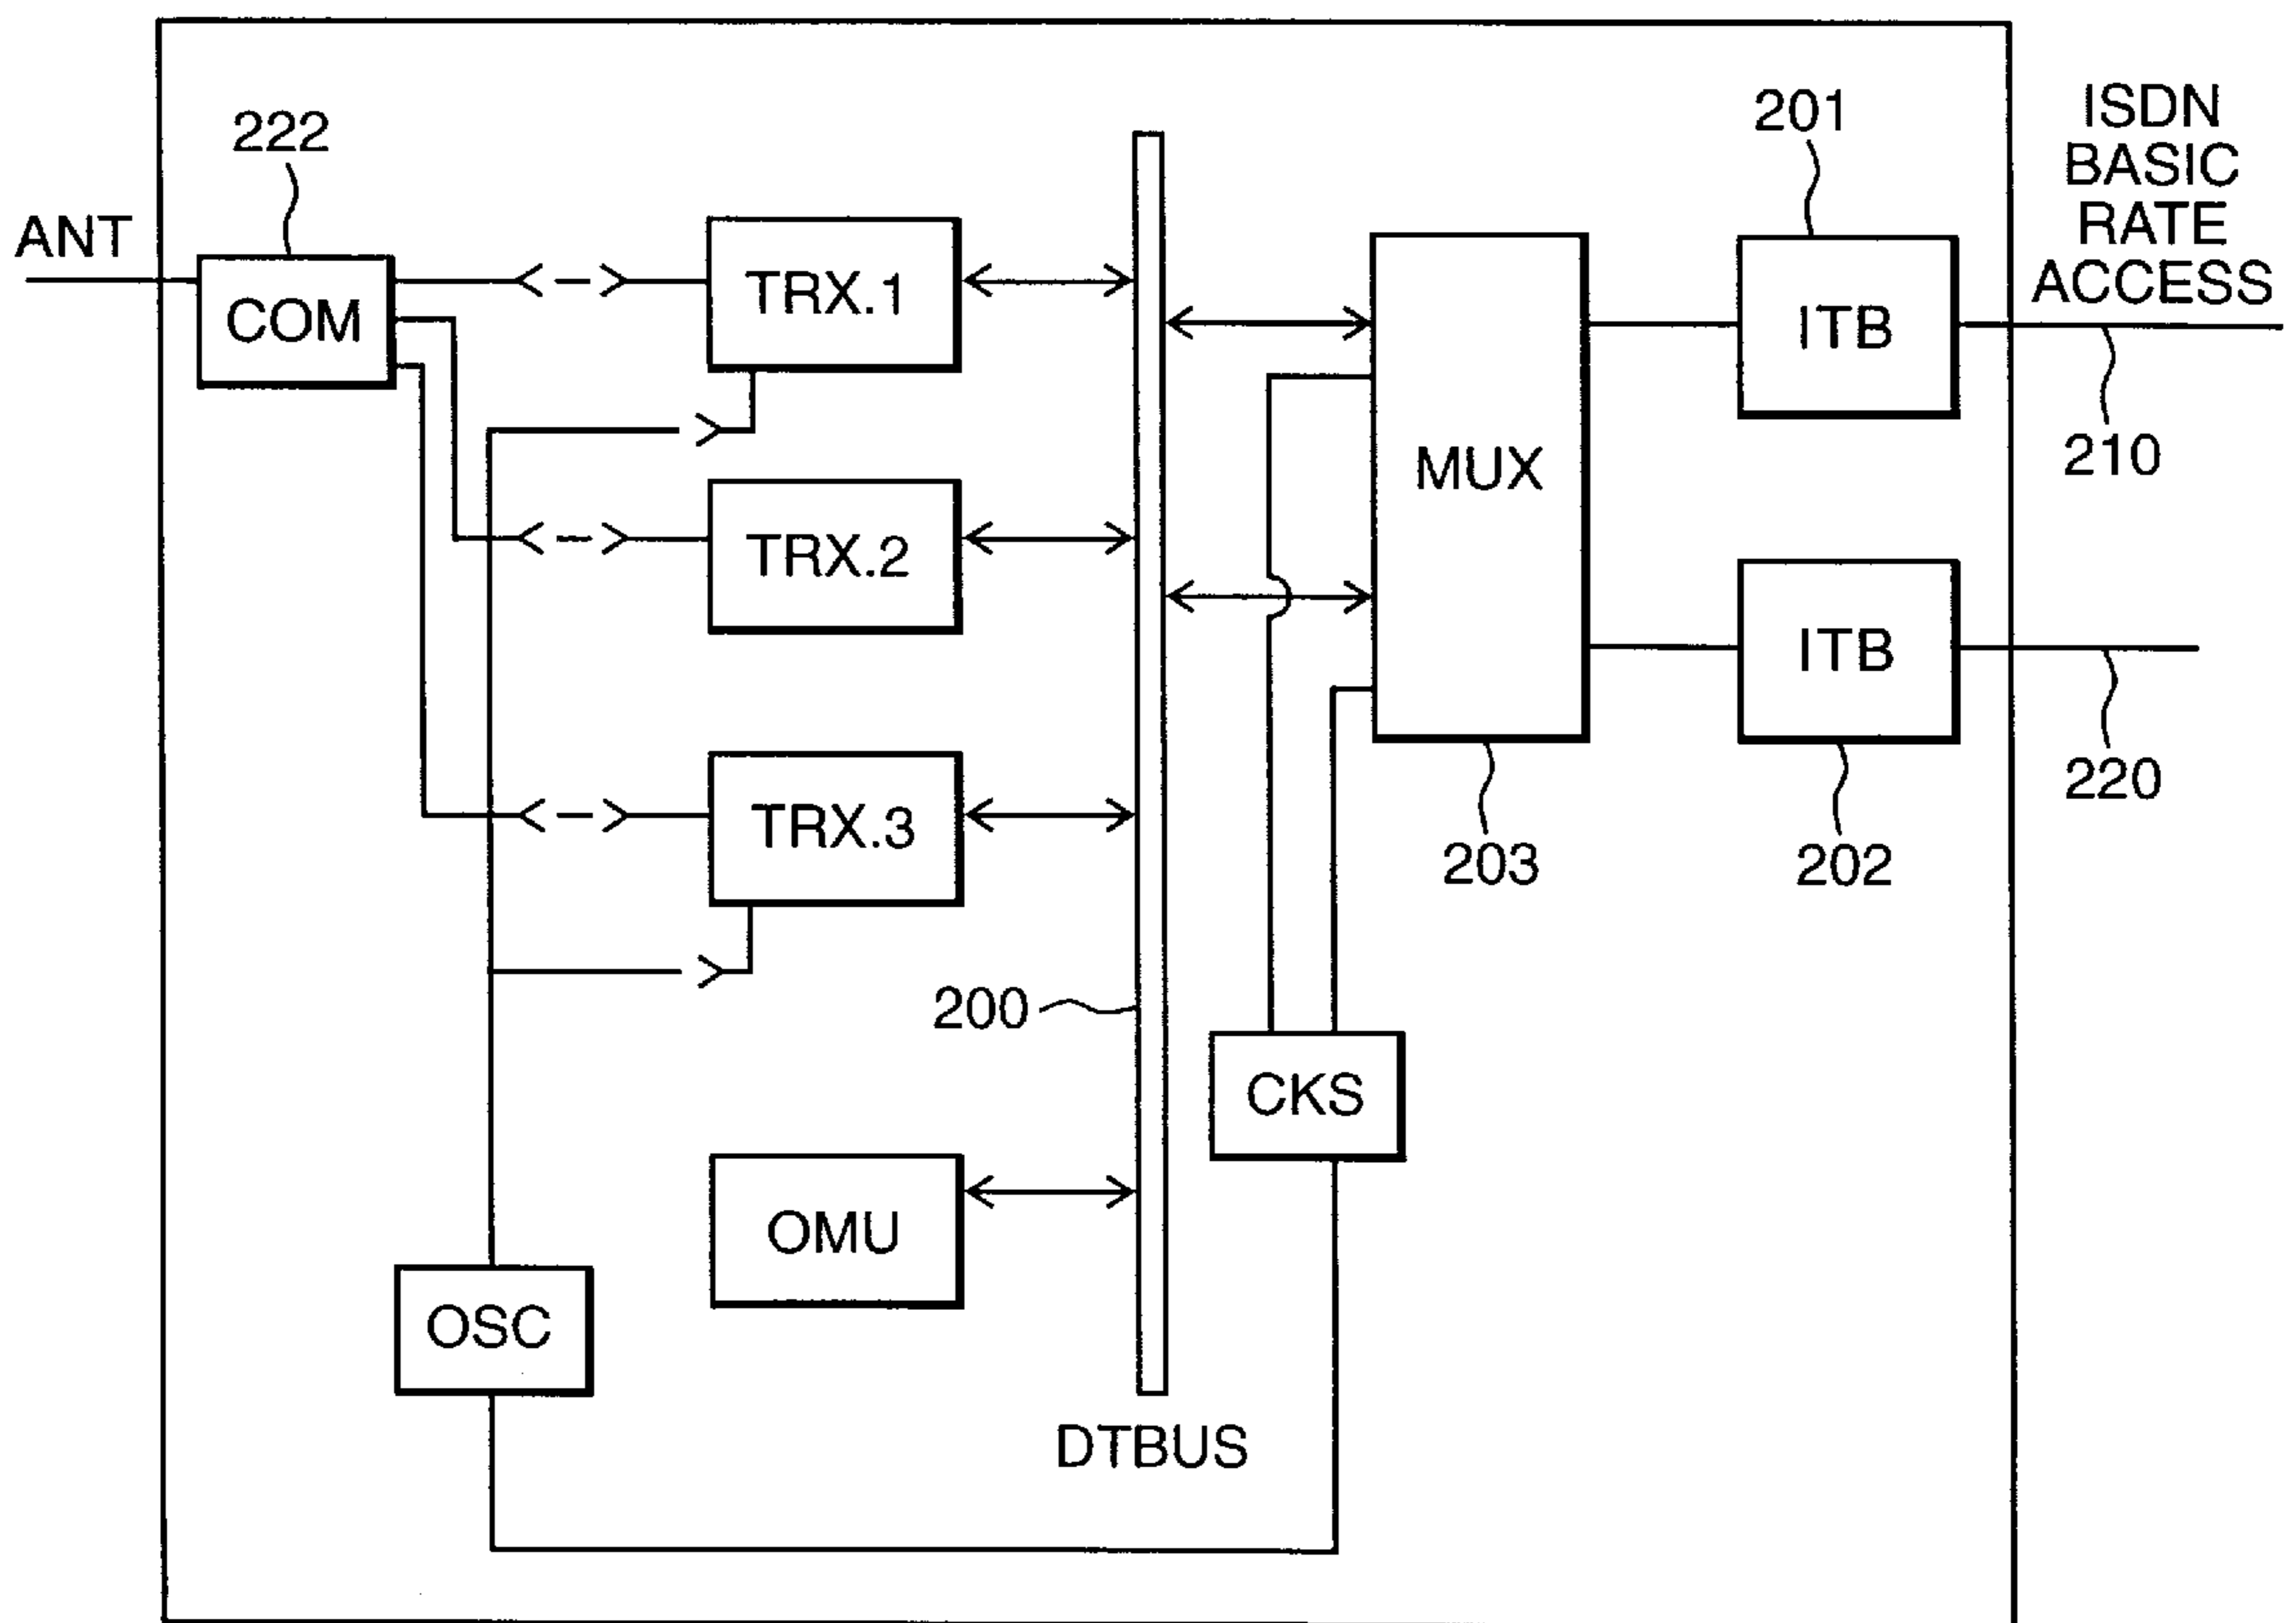 ISDN
BASIC
RATE
ACCESS
201
222
ANT
COM
TRX.1
ITB
210
MUX
TRX.2
ITB
220
TRX.3
203
202
200
CKS
OMU
OSC
DTBUS